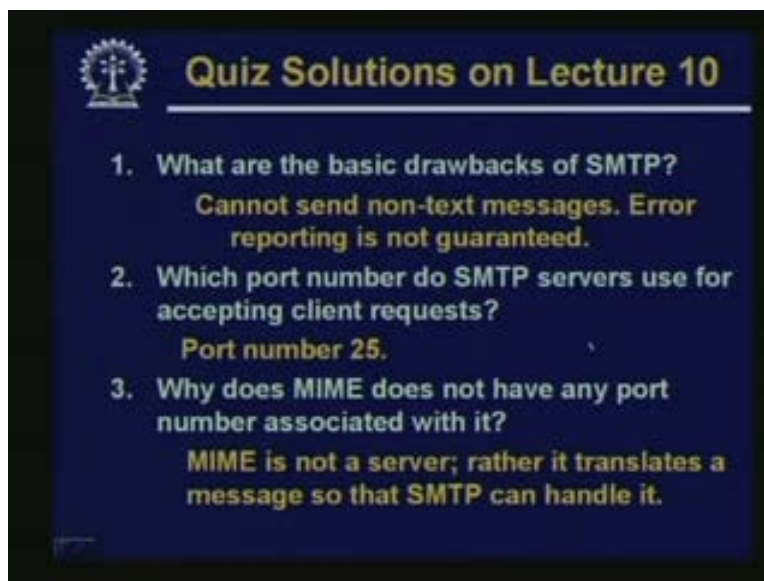 Quiz Solutions on Lecture 10
1. What are the basic drawbacks of SMTP?
Cannot send non-text messages. Error
reporting is not guaranteed.
2. Which port number do SMTP servers use for
accepting client requests?
Port number 25.
3. Why does MIME does not have any port
number associated with it?
MIME is not a server; rather it translates a
message so that SMTP can handle it.